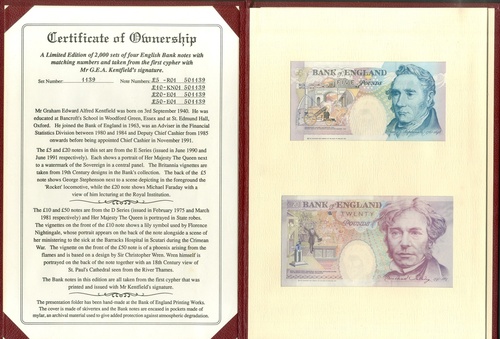 Certificate of Ownership
A Limited Edition of 2,000 sets of four English Bank notes with
matching numbers and taken from the first cypher with
Mr G.E.A. Kentfield's signature.
Set Number: 1139 Note Numbers: £5 -R01 501139
£10-KN01 501139
£20-E01 501139
£50-E01 501139
Mr Graham Edward Alfred Kentfield was born on 3rd September 1940. He was
educated at Bancroft's School in Woodford Green, Essex and at St. Edmund Hall,
Oxford. He joined the Bank of England in 1963, was an Adviser in the Financial
Statistics Division between 1980 and 1984 and Deputy Chief Cashier from 1985
onwards before being appointed Chief Cashier in November 1991.
The £5 and £20 notes in this set are from the E Series (issued in June 1990 and
June 1991 respectively). Each shows a portrait of Her Majesty The Queen next
to a watermark of the Sovereign in a central panel. The Britannia vignettes are
taken from 19th Century designs in the Bank's collection. The back of the £5
note shows George Stephenson next to a scene depicting in the foreground the
'Rocket' locomotive, while the £20 note shows Michael Faraday with a
view of him lecturing at the Royal Institution.
The £10 and £50 notes are from the D Series (issued in February 1975 and March
1981 respectively) and Her Majesty The Queen is portrayed in State robes.
The vignettes on the front of the £10 note shows a lily symbol used by Florence
Nightingale, whose portrait appears on the back of the note alongside a scene of
her ministering to the sick at the Barracks Hospital in Scutari during the Crimean
War. The vignette on the front of the £50 note is of a phoenix arising from the
flames and is based on a design by Sir Christopher Wren. Wren himself is
portrayed on the back of the note together with an 18th Century view of
St. Paul's Cathedral seen from the River Thames.
The Bank notes in this edition are all taken from the first cypher that was
printed and issued with Mr Kentfield's signature.
The presentation folder has been hand-made at the Bank of England Printing Works.
The cover is made of skivertex and the Bank notes are encased in pockets made of
mylar, an archival material used to give added protection against atmospheric degradation.
BANK OF ENGLAND
FIVE
Pounds
BANK OF ENGLAND
TWENTY
Pounds